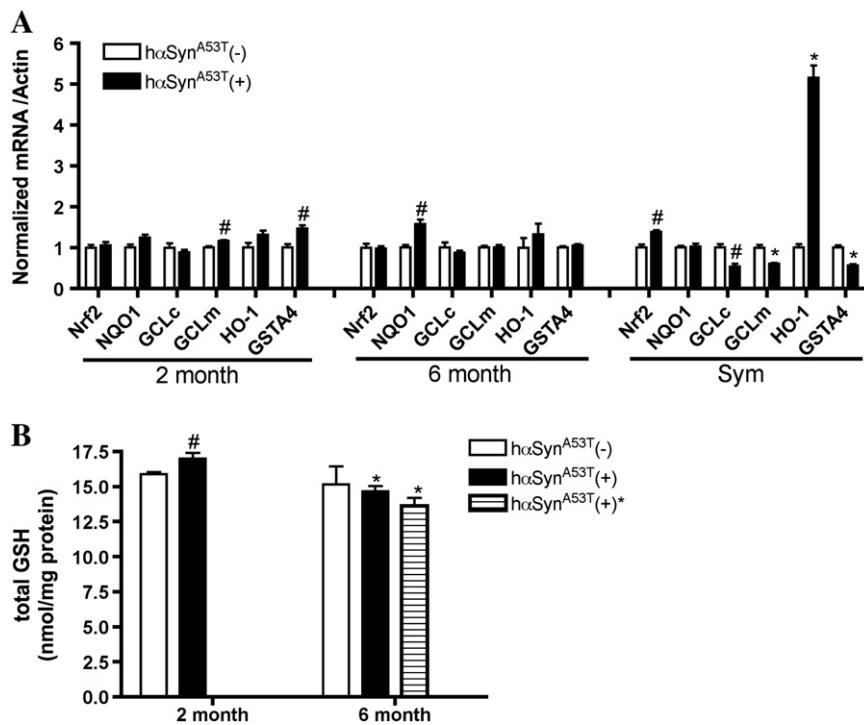 A
Normalized mRNA /Actin
6
5
4
3
2
1
0
hαSyn^A53T(-)
hαSyn^A53T(+)
# # # # # * * *
Nrf2 NQO1 GCLc GCLm HO-1 GSTA4 Nrf2 NQO1 GCLc GCLm HO-1 GSTA4 Nrf2 NQO1 GCLc GCLm HO-1 GSTA4
2 month 6 month Sym
B
total GSH
(nmol/mg protein)
17.5
15.0
12.5
10.0
7.5
5.0
2.5
0.0
# * *
hαSyn^A53T(-)
hαSyn^A53T(+)
hαSyn^A53T(+)*
2 month 6 month